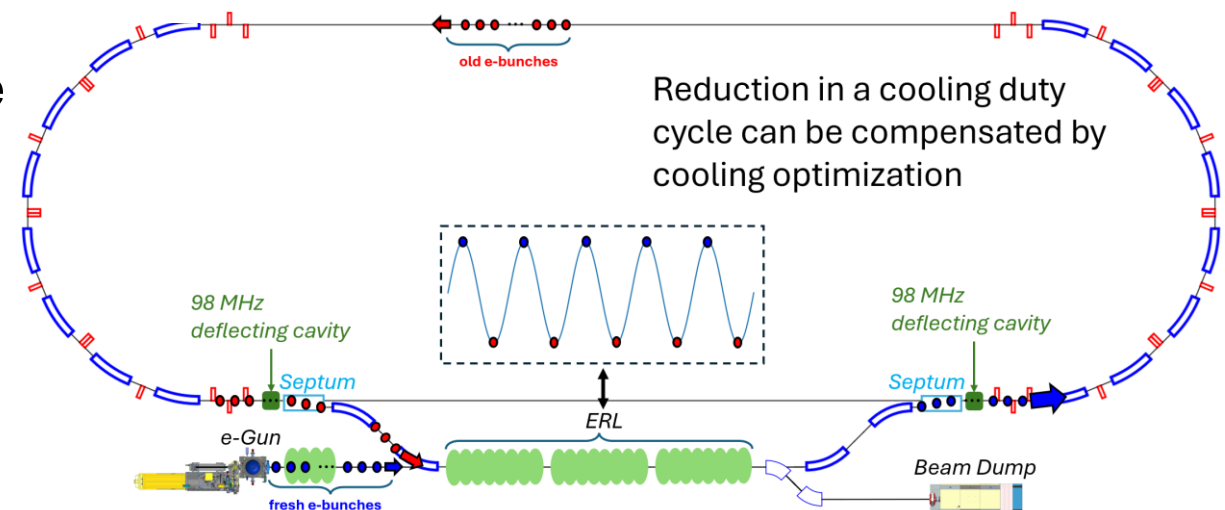 e
old e-bunches
Reduction in a cooling duty
cycle can be compensated by
cooling optimization
98 MHz
deflecting cavity
98 MHz
deflecting cavity
Septum
Septum
ERL
e-Gun
Beam Dump
fresh e-bunches